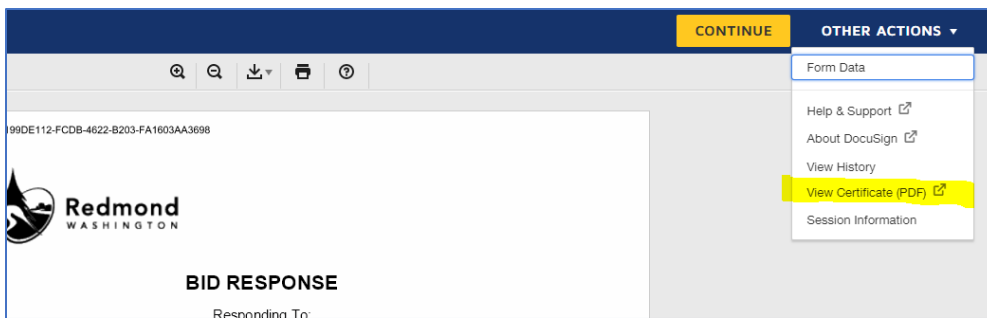 CONTINUE
OTHER ACTIONS
Form Data
Help & Support
About DocuSign
View History
View Certificate (PDF)
Session Information
199DE112-FCDB-4622-B203-FA1603AA3698
Redmond
WASHINGTON
BID RESPONSE
Responding To: